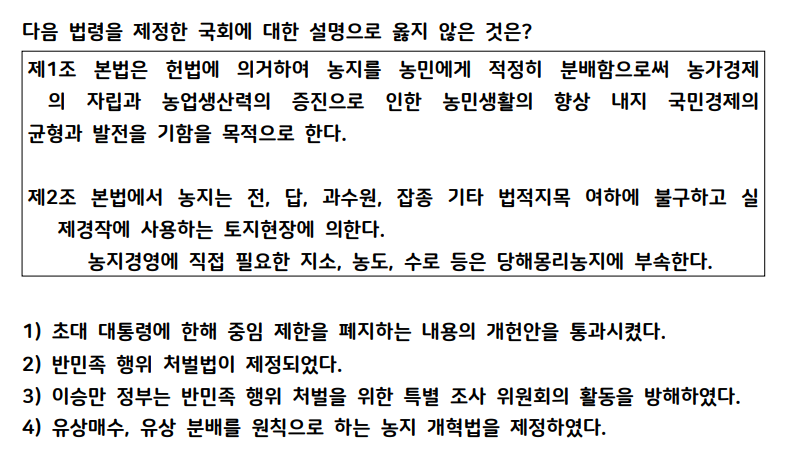 다음 법령을 제정한 국회에 대한 설명으로 옳지 않은 것은?
제1조 본법은 헌법에 의거하여 농지를 농민에게 적정히 분배함으로써 농가경제
의 자립과 농업생산력의 증진으로 인한 농민생활의 향상 내지 국민경제의
균형과 발전을 기함을 목적으로 한다.
제2조 본법에서 농지는 전, 답, 과수원, 잡종 기타 법적지목 여하에 불구하고 실
제경작에 사용하는 토지현장에 의한다.
농지경영에 직접 필요한 지소, 농도, 수로 등은 당해몽리농지에 부속한다.
1) 초대 대통령에 한해 중임 제한을 폐지하는 내용의 개헌안을 통과시켰다.
2) 반민족 행위 처벌법이 제정되었다.
3) 이승만 정부는 반민족 행위 처벌을 위한 특별 조사 위원회의 활동을 방해하였다.
4) 유상매수, 유상 분배를 원칙으로 하는 농지 개혁법을 제정하였다.